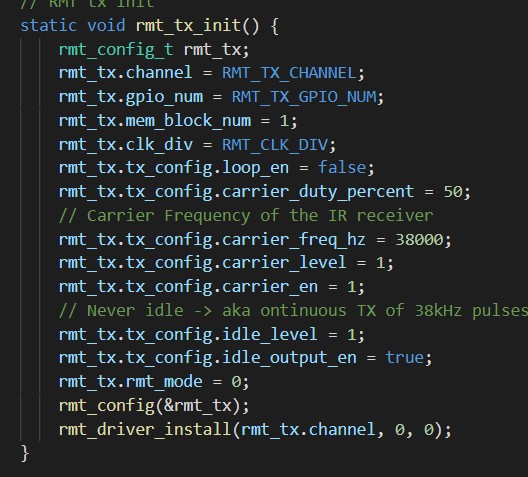 // RMT tx init
static void rmt_tx_init() {
    rmt_config_t rmt_tx;
    rmt_tx.channel = RMT_TX_CHANNEL;
    rmt_tx.gpio_num = RMT_TX_GPIO_NUM;
    rmt_tx.mem_block_num = 1;
    rmt_tx.clk_div = RMT_CLK_DIV;
    rmt_tx.tx_config.loop_en = false;
    rmt_tx.tx_config.carrier_duty_percent = 50;
    // Carrier Frequency of the IR receiver
    rmt_tx.tx_config.carrier_freq_hz = 38000;
    rmt_tx.tx_config.carrier_level = 1;
    rmt_tx.tx_config.carrier_en = 1;
    // Never idle -> aka ontinuous TX of 38kHz pulses
    rmt_tx.tx_config.idle_level = 1;
    rmt_tx.tx_config.idle_output_en = true;
    rmt_tx.rmt_mode = 0;
    rmt_config(&rmt_tx);
    rmt_driver_install(rmt_tx.channel, 0, 0);
}